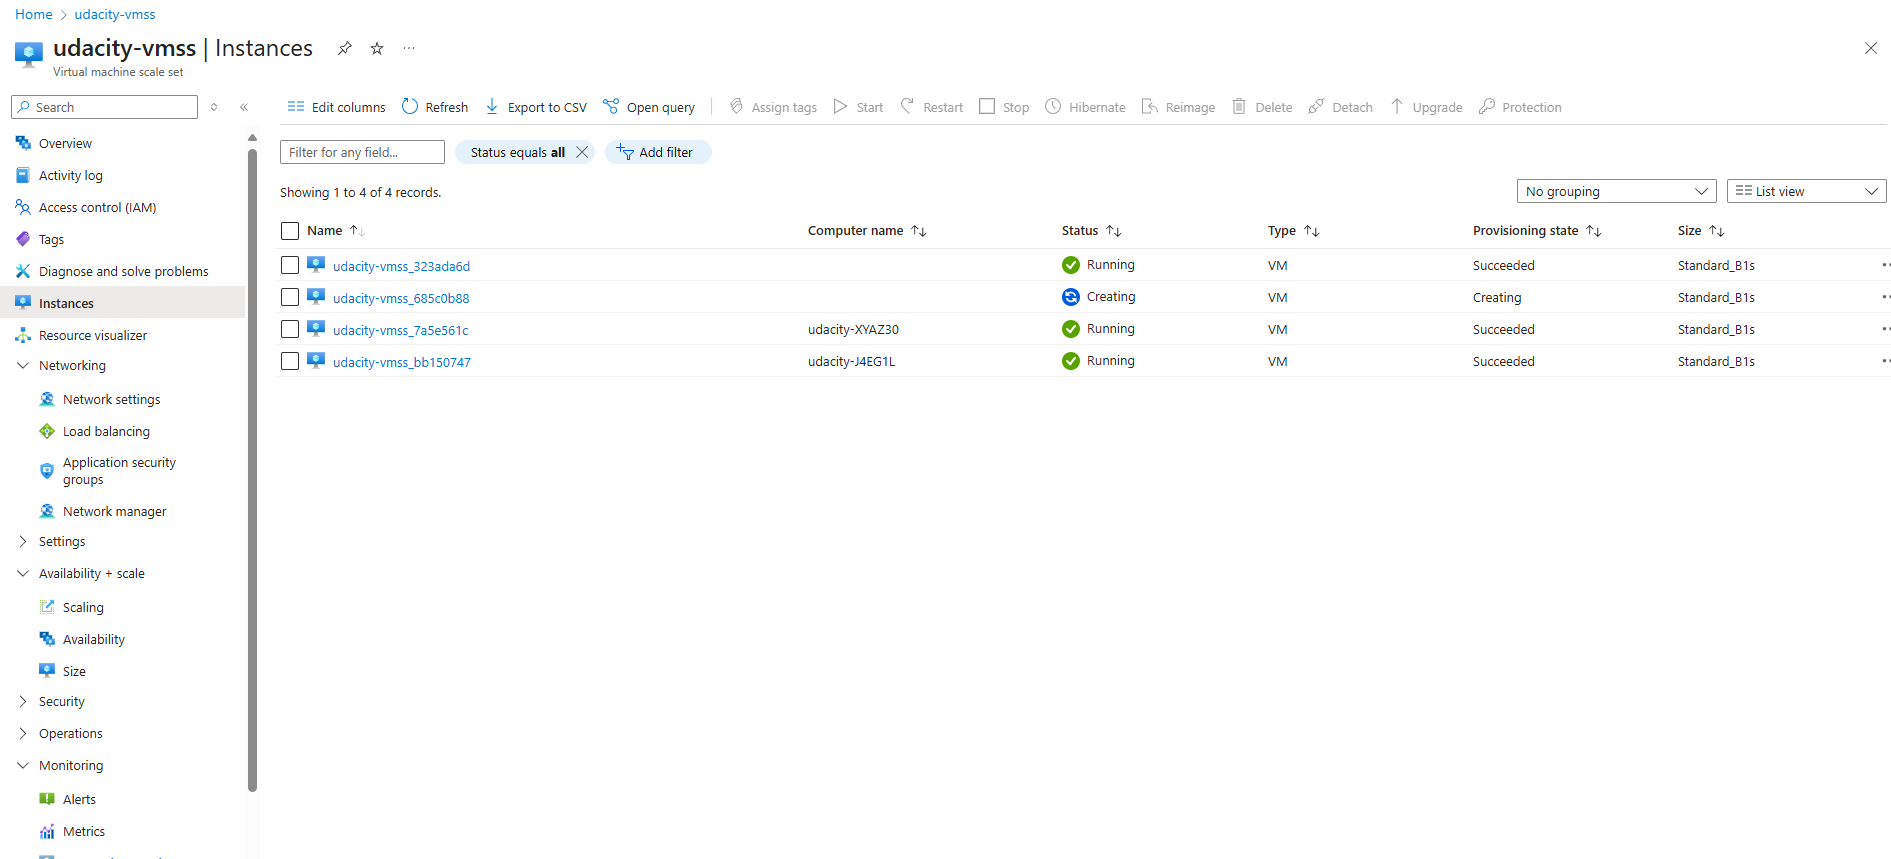 Home > udacity-vmss
udacity-vmss | Instances
Virtual machine scale set
Search
Overview
Activity log
Access control (IAM)
Tags
Diagnose and solve problems
Instances
Resource visualizer
Networking
Network settings
Load balancing
Application security
groups
Network manager
Settings
Availability + scale
Scaling
Availability
Size
Security
Operations
Monitoring
Alerts
Metrics
Edit columns Refresh Export to CSV Open query Assign tags Start Restart Stop Hibernate Reimage Delete Detach Upgrade Protection
Filter for any field... Status equals all Add filter
Showing 1 to 4 of 4 records. No grouping List view
Name Computer name Status Type Provisioning state Size
udacity-vmss_323ada6d Running VM Succeeded Standard_B1s
udacity-vmss_685c0b88 Creating VM Creating Standard_B1s
udacity-vmss_7a5e561c udacity-XYAZ30 Running VM Succeeded Standard_B1s
udacity-vmss_bb150747 udacity-J4EG1L Running VM Succeeded Standard_B1s